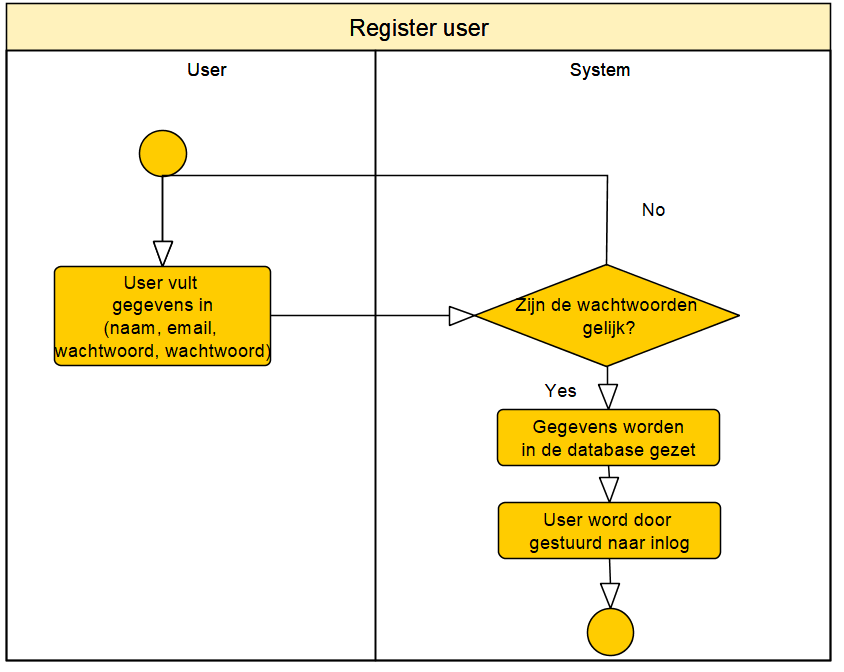 Register user
User
System
No
User vult
gegevens in
(naam, email,
wachtwoord, wachtwoord)
Zijn de wachtwoorden
gelijk?
Yes
Gegevens worden
in de database gezet
User word door
gestuurd naar inlog